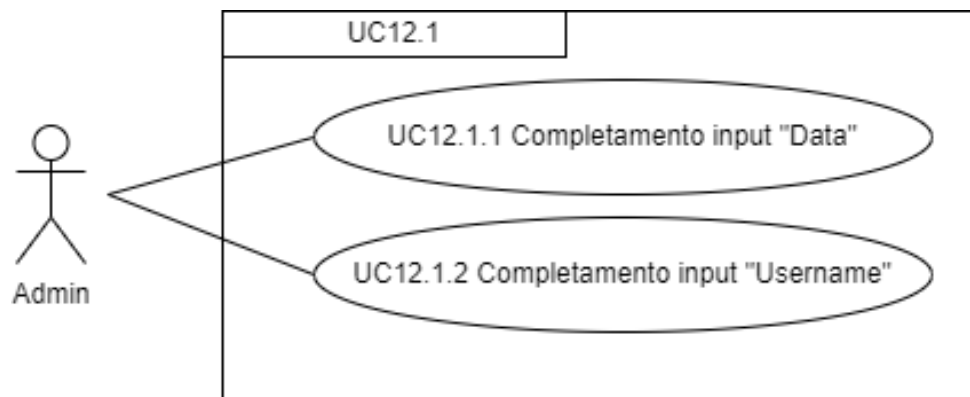 UC12.1
UC12.1.1 Completamento input "Data"
UC12.1.2 Completamento input "Username"
Admin